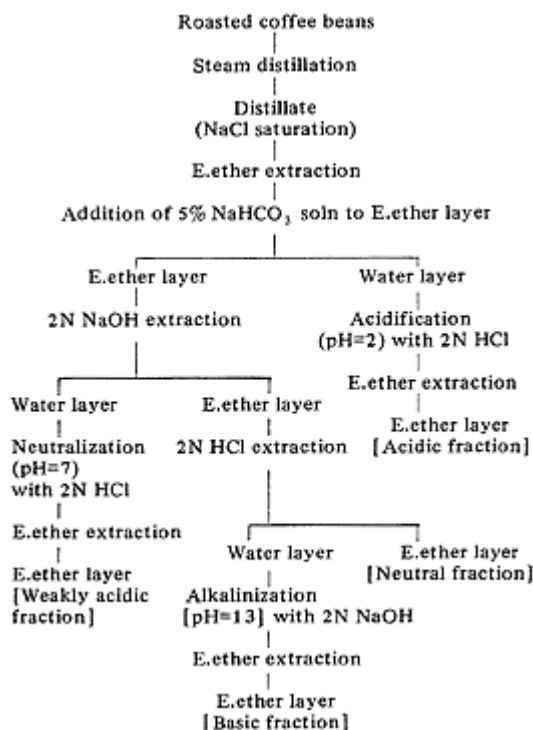 Roasted coffee beans
Steam distillation
Distillate
(NaCl saturation)
E.ether extraction
Addition of 5% NaHCO₃ soln to E.ether layer
E.ether layer
2N NaOH extraction
Water layer
Acidification
(pH=2) with 2N HCl
E.ether extraction
E.ether layer
[Acidic fraction]
Water layer
Neutralization
(pH=7)
with 2N HCl
E.ether extraction
E.ether layer
[Weakly acidic
fraction]
E.ether layer
2N HCl extraction
Water layer
Alkalinization
[pH=13] with 2N NaOH
E.ether extraction
E.ether layer
[Basic fraction]
E.ether layer
[Neutral fraction]